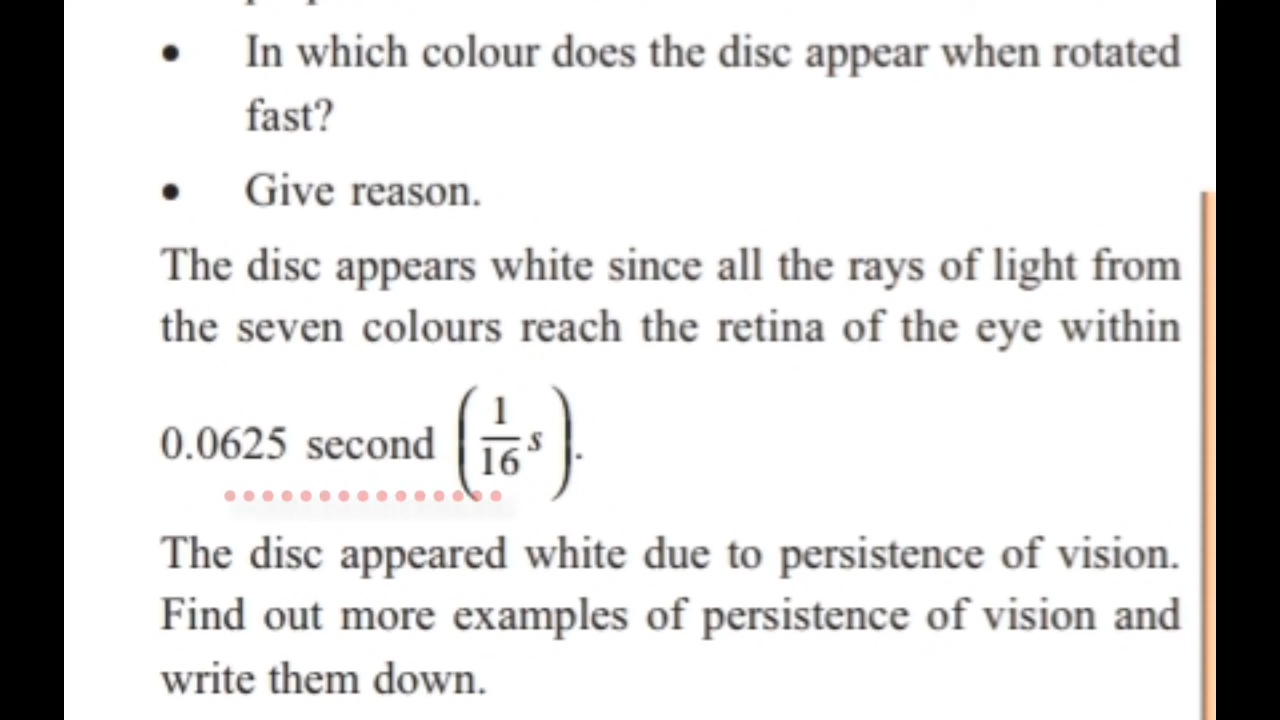 • In which colour does the disc appear when rotated
fast?
• Give reason.
The disc appears white since all the rays of light from
the seven colours reach the retina of the eye within
0.0625 second (1/16 s).
The disc appeared white due to persistence of vision.
Find out more examples of persistence of vision and
write them down.